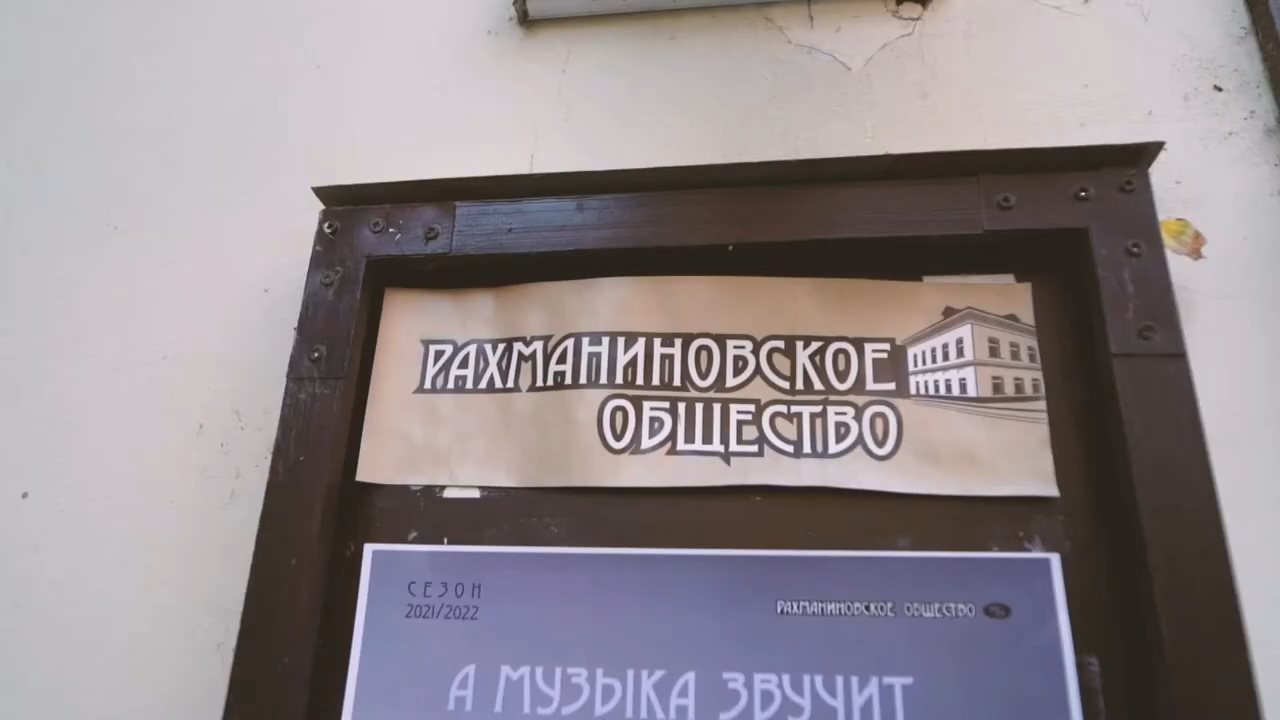 РАХМАНИНОВСКОЕ
ОБЩЕСТВО
СЕЗОН
2021/2022
РАХМАНИНОВСКОЕ ОБЩЕСТВО
А МУЗЫКА ЗВУЧИТ